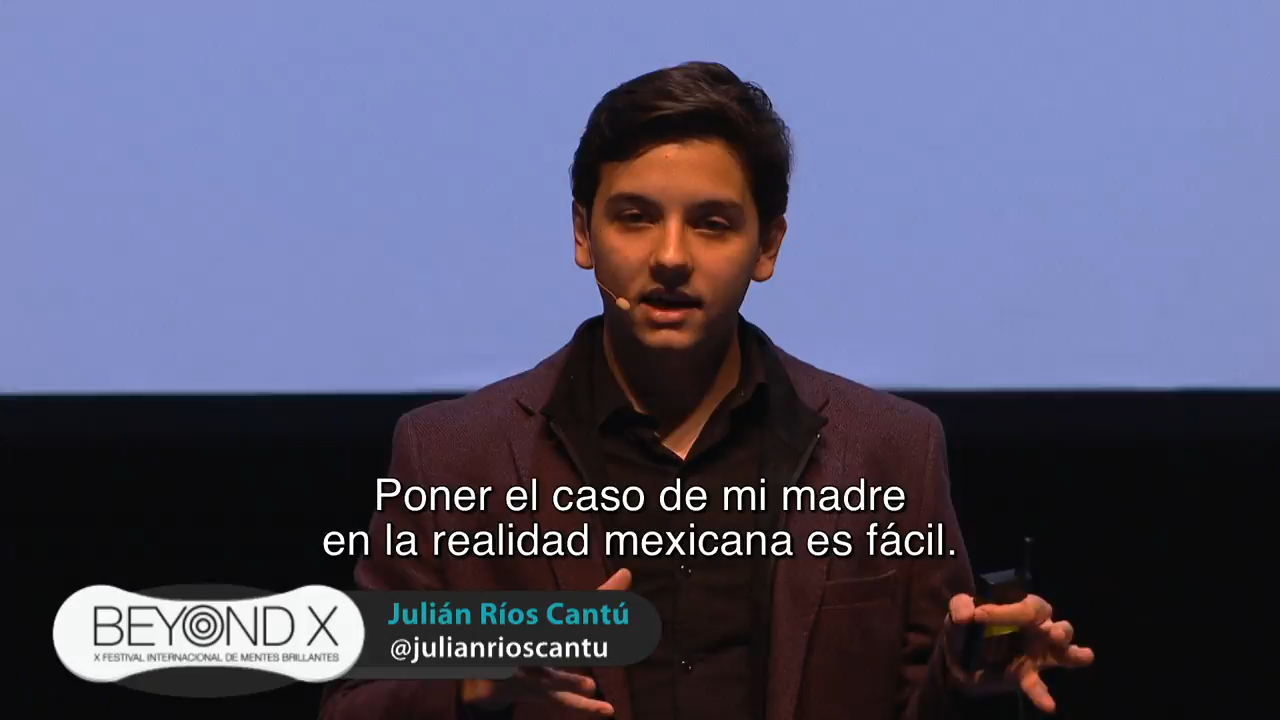 Poner el caso de mi madre
en la realidad mexicana es fácil.
BEYOND X
X FESTIVAL INTERNACIONAL DE MENTES BRILLANTES
Julián Ríos Cantú
@julianrioscantu